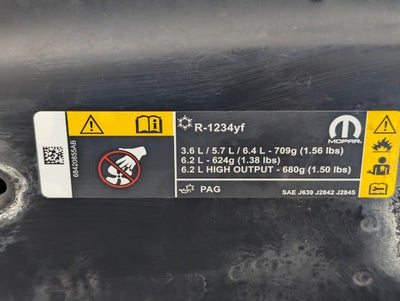 68420855AB
R-1234yf
MOPAR
3.6 L / 5.7 L / 6.4 L - 709g (1.56 lbs)
6.2 L - 624g (1.38 lbs)
6.2 L HIGH OUTPUT - 680g (1.50 lbs)
PAG
SAE J639 J2842 J2845